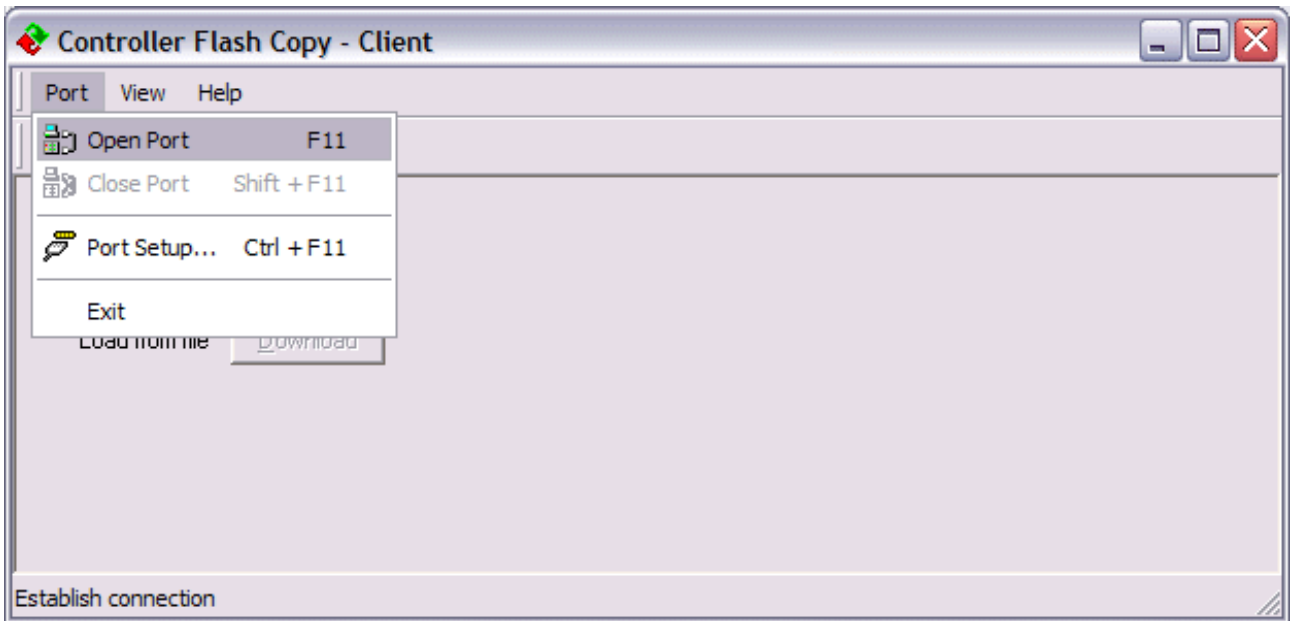 Controller Flash Copy - Client
Port View Help
Open Port F11
Close Port Shift + F11
Port Setup... Ctrl + F11
Exit
Load from file Download
Establish connection